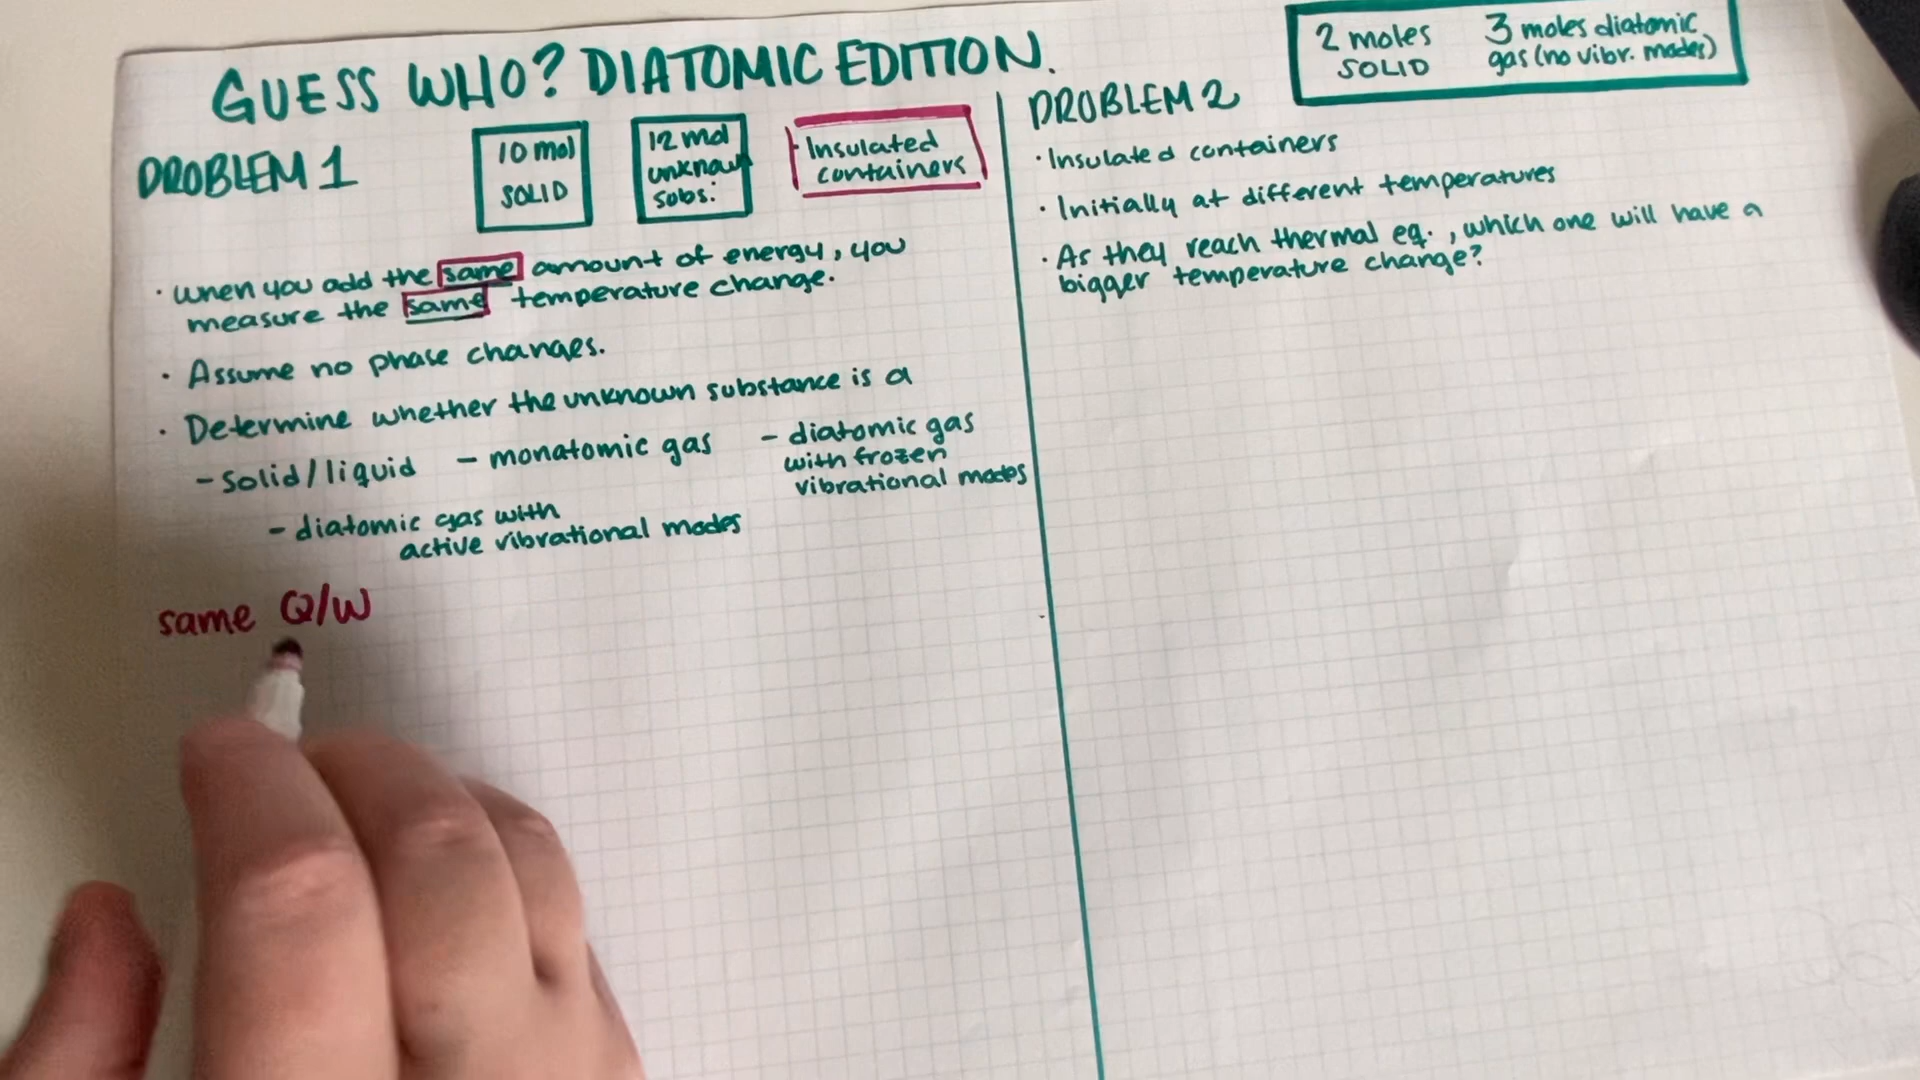 GUESS WHO? DIATOMIC EDITION.
PROBLEM 1
10 mol
SOLID
12 mol
unknown
subs.
· Insulated
containers
· When you add the same amount of energy, you
measure the same temperature change.
· Assume no phase changes.
· Determine whether the unknown substance is a
- solid/liquid
- monatomic gas
- diatomic gas
with frozen
vibrational modes
- diatomic gas with
active vibrational modes
same Q/W
2 moles
SOLID
3 moles diatomic
gas (no vibr. modes)
PROBLEM 2
· Insulated containers
· Initially at different temperatures
· As they reach thermal eq., which one will have a
bigger temperature change?